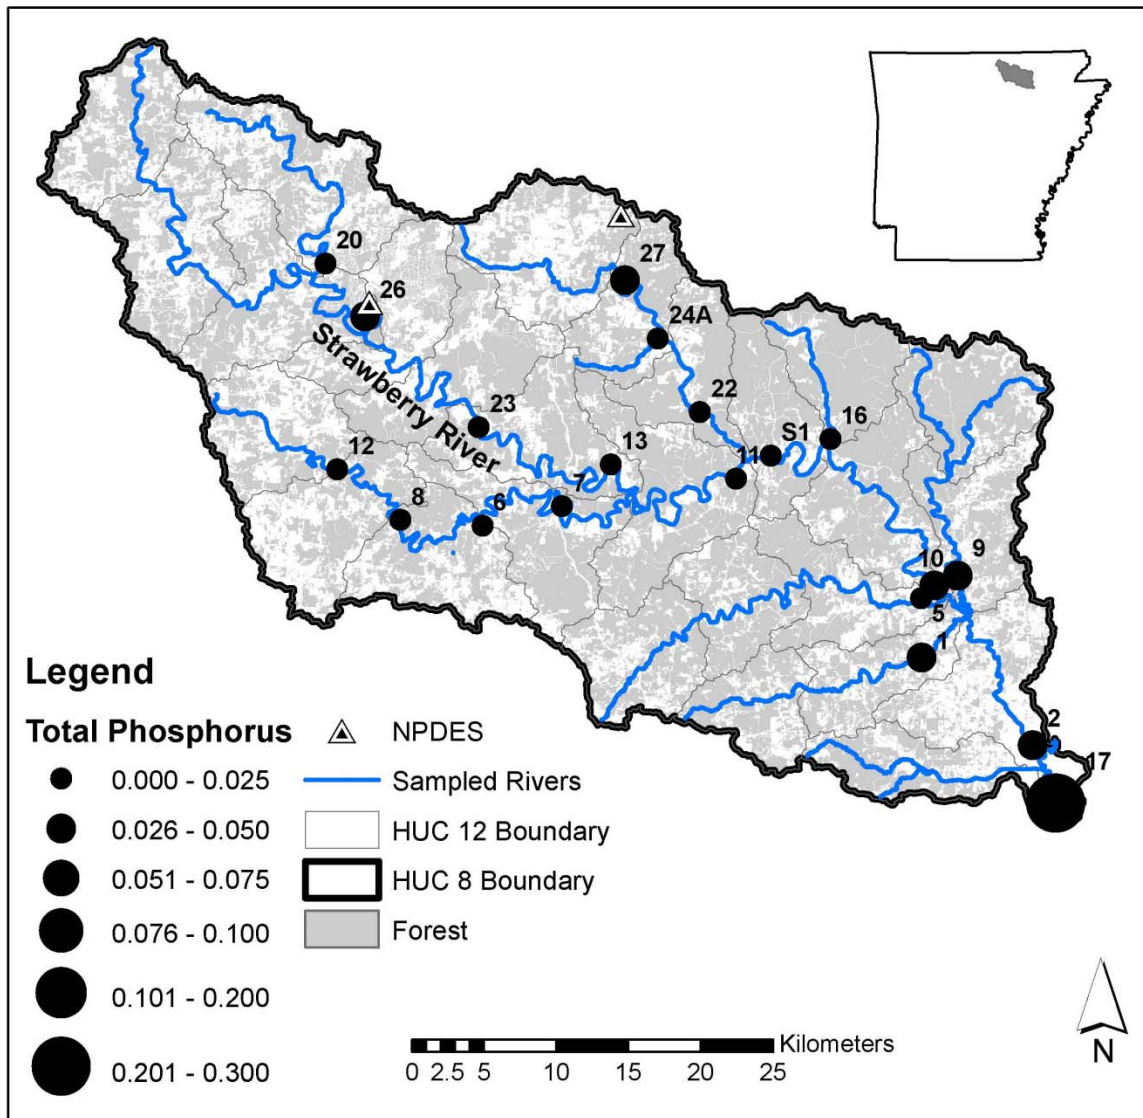 20
27
26
24A
Strawberry River
22
23
16
S1
13
11
12
7
8
6
9
10
5
1
2
17
Legend
Total Phosphorus
0.000 - 0.025
0.026 - 0.050
0.051 - 0.075
0.076 - 0.100
0.101 - 0.200
0.201 - 0.300
NPDES
Sampled Rivers
HUC 12 Boundary
HUC 8 Boundary
Forest
Kilometers
0 2.5 5 10 15 20 25
N